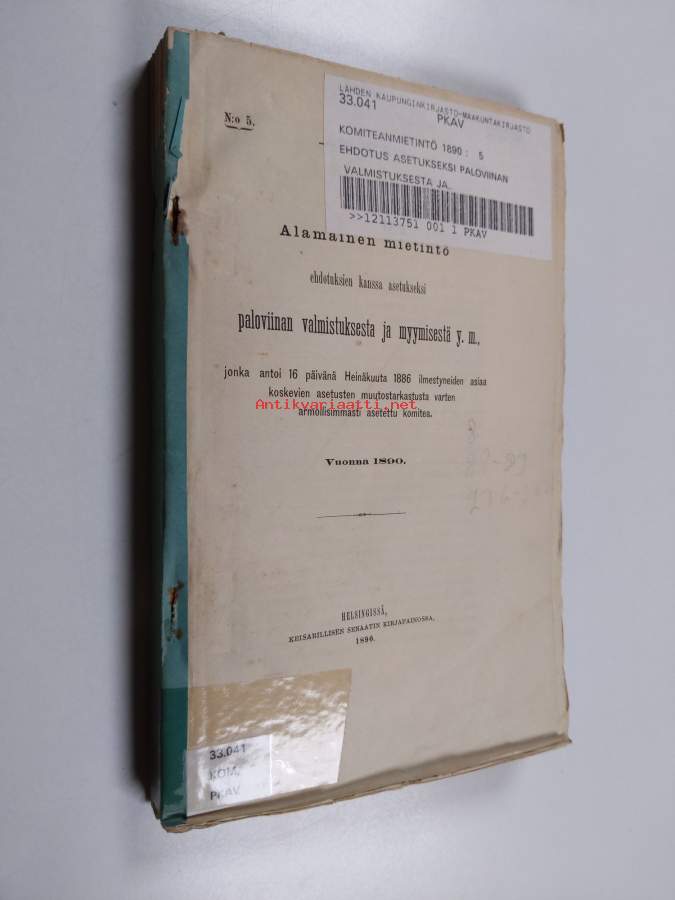 N:o 5.
LAHDEN KAUPUNGINKIRJASTO-MAAKUNTAKIRJASTO
33.041
PKAV
KOMITEANMIETINTÖ 1890 : 5
EHDOTUS ASETUKSEKSI PALOVIINAN
VALMISTUKSESTA JA..
>>12113751 001 1 PKAV
Alamainen mietintö
ehdotuksien kanssa asetukseksi
paloviinan valmistuksesta ja myymisestä y. m.,
jonka antoi 16 päivänä Heinäkuuta 1886 ilmestyneiden asiaa
koskevien asetusten muutostarkastusta varten
Antikvariaatti.net
armollisimmasti asetettu komitea.
Vuonna 1890.
HELSINGISSÄ,
KEISARILLISEN SENAATIN KIRJAPAINOSSA,
1890.
33.041
KOM.
PKAV